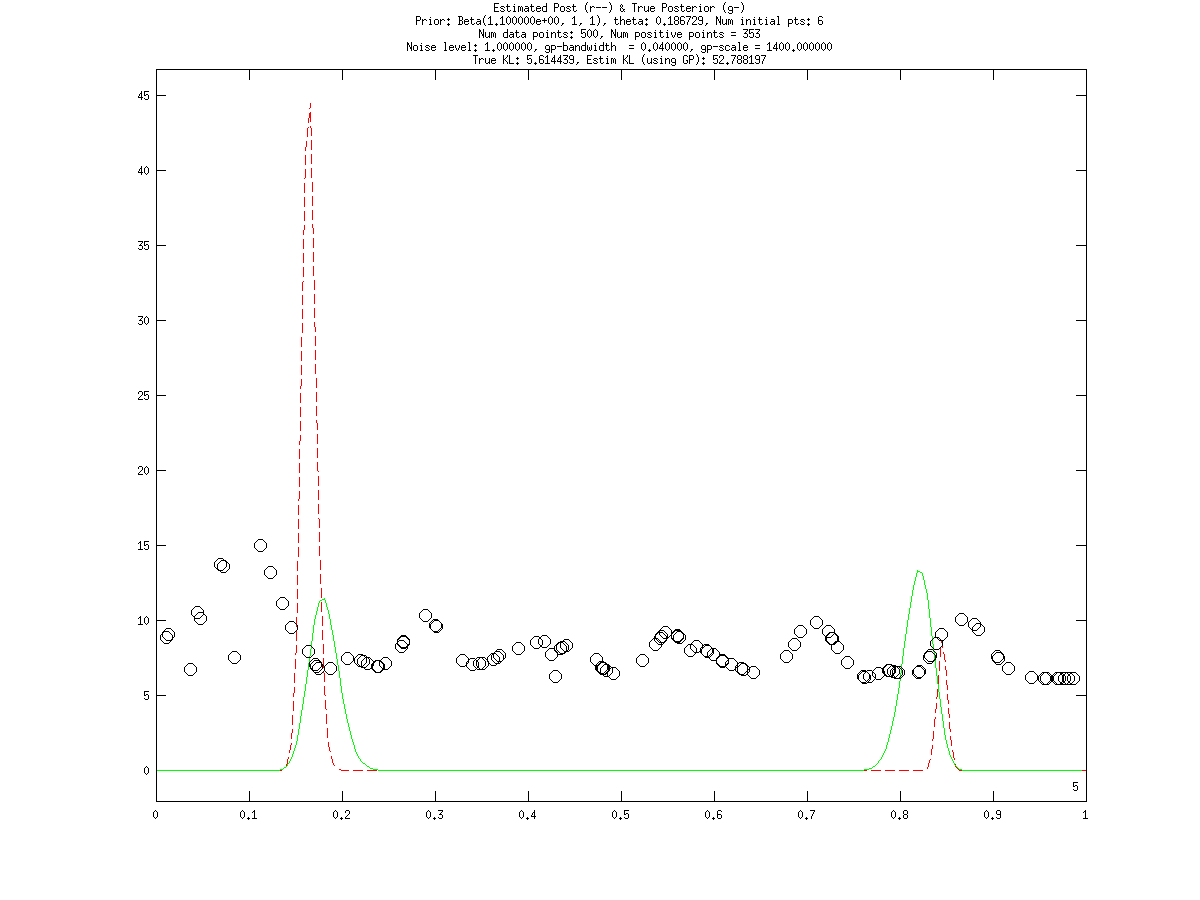 Estimated Post (r--) & True Posterior (g-)
Prior: Beta(1.100000e+00, 1, 1), theta: 0.186729, Num initial pts: 6
Num data points: 500, Num positive points = 353
Noise level: 1.000000, gp-bandwidth  = 0.040000, gp-scale = 1400.000000
True KL: 5.614439, Estim KL (using GP): 52.788197
45
40
35
30
25
20
15
10
5
0
5
0 0.1 0.2 0.3 0.4 0.5 0.6 0.7 0.8 0.9 1